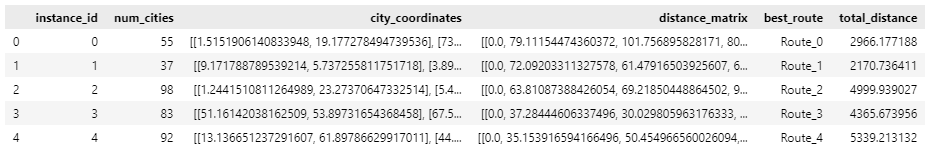 instance_id num_cities city_coordinates distance_matrix best_route total_distance
0 0 55 [[1.5151906140833948, 19.177278494739536], [73... [[0.0, 79.11154474360372, 101.756895828171, 80... Route_0 2966.177188
1 1 37 [[9.171788789539214, 5.737255811751718], [3.89... [[0.0, 72.09203311327578, 61.47916503925607, 6... Route_1 2170.736411
2 2 98 [[1.2441510811264989, 23.27370647332514], [5.4... [[0.0, 63.81087388426054, 69.21850448864502, 9... Route_2 4999.939027
3 3 83 [[51.16142038162509, 53.89731654368458], [67.5... [[0.0, 37.28444606337496, 30.029805963176333, ... Route_3 4365.673956
4 4 92 [[13.136651237291607, 61.89786629917011], [44.... [[0.0, 35.153916594166496, 50.454966560026094,... Route_4 5339.213132